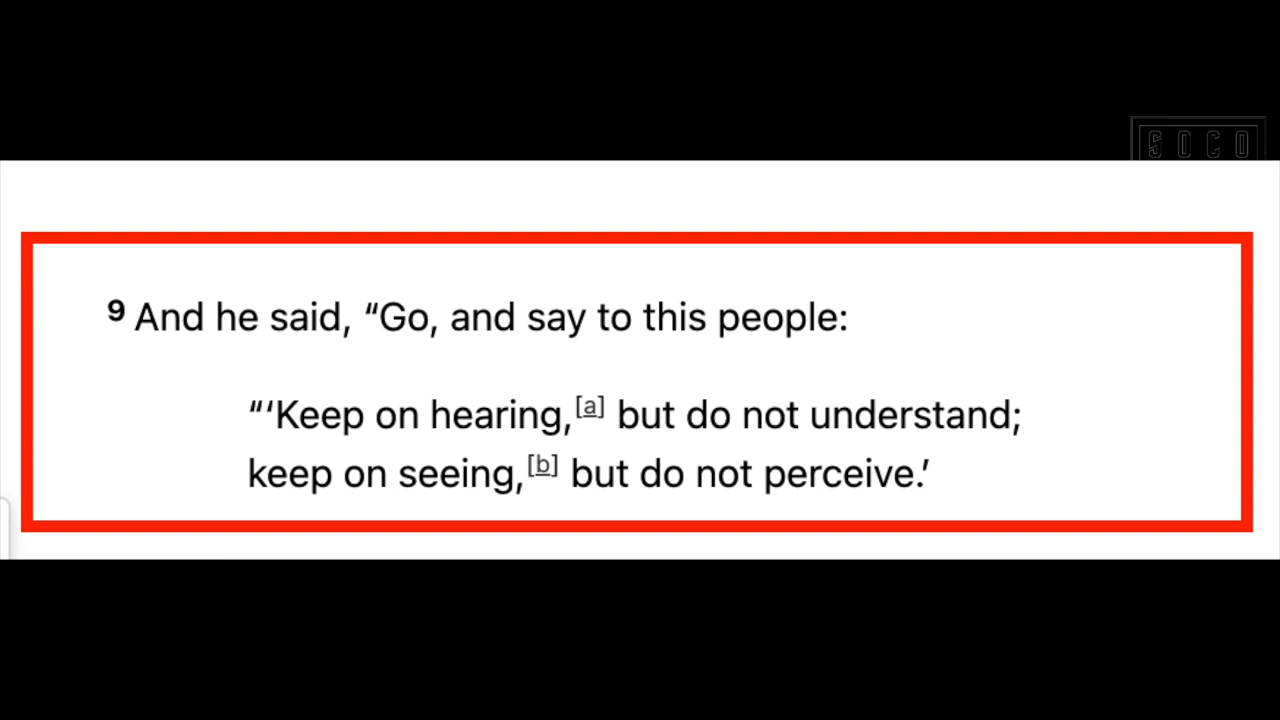 SOCO
9 And he said, “Go, and say to this people:
“‘Keep on hearing,[a] but do not understand;
keep on seeing,[b] but do not perceive.’